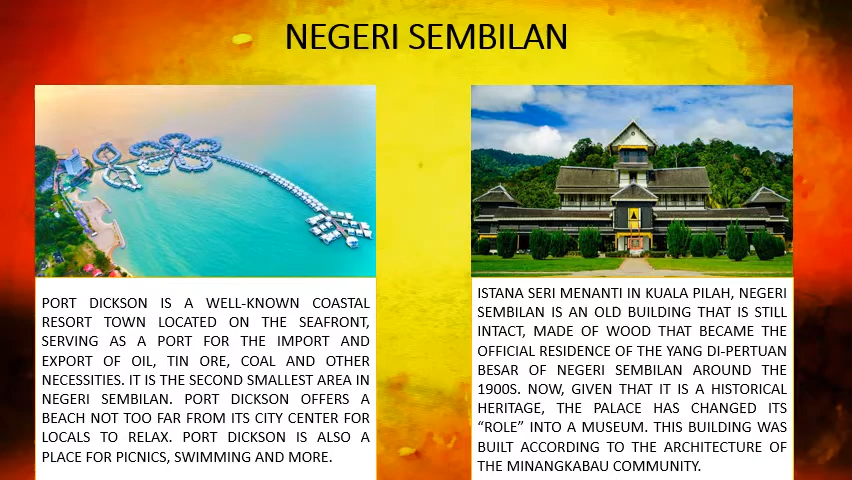 NEGERI SEMBILAN
PORT DICKSON IS A WELL-KNOWN COASTAL
RESORT TOWN LOCATED ON THE SEAFRONT,
SERVING AS A PORT FOR THE IMPORT AND
EXPORT OF OIL, TIN ORE, COAL AND OTHER
NECESSITIES. IT IS THE SECOND SMALLEST AREA IN
NEGERI SEMBILAN. PORT DICKSON OFFERS A
BEACH NOT TOO FAR FROM ITS CITY CENTER FOR
LOCALS TO RELAX. PORT DICKSON IS ALSO A
PLACE FOR PICNICS, SWIMMING AND MORE.
ISTANA SERI MENANTI IN KUALA PILAH, NEGERI
SEMBILAN IS AN OLD BUILDING THAT IS STILL
INTACT, MADE OF WOOD THAT BECAME THE
OFFICIAL RESIDENCE OF THE YANG DI-PERTUAN
BESAR OF NEGERI SEMBILAN AROUND THE
1900S. NOW, GIVEN THAT IT IS A HISTORICAL
HERITAGE, THE PALACE HAS CHANGED ITS
“ROLE” INTO A MUSEUM. THIS BUILDING WAS
BUILT ACCORDING TO THE ARCHITECTURE OF
THE MINANGKABAU COMMUNITY.